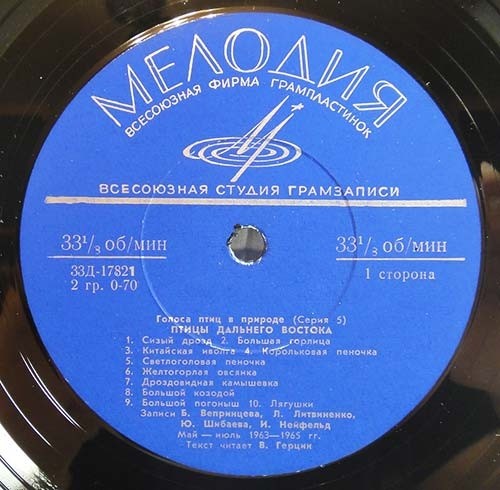 МЕЛОДИЯ
ВСЕСОЮЗНАЯ ФИРМА ГРАМПЛАСТИНОК
ВСЕСОЮЗНАЯ СТУДИЯ ГРАМЗАПИСИ
33¹/₃ об/мин 33¹/₃ об/мин
33Д-17821 1 сторона
2 гр. 0-70
Голоса птиц в природе (Серия 5)
ПТИЦЫ ДАЛЬНЕГО ВОСТОКА
1. Сизый дрозд 2. Большая горлица
3. Китайская иволга 4. Корольковая пеночка
5. Светлоголовая пеночка
6. Желтогорлая овсянка
7. Дроздовидная камышевка
8. Большой козодой
9. Большой погоныш 10. Лягушки
Записи Б. Вепринцева, Л. Литвиненко,
Ю. Шибаева, И. Нейфельд
Май — июль 1963—1965 гг.
Текст читает В. Герцик